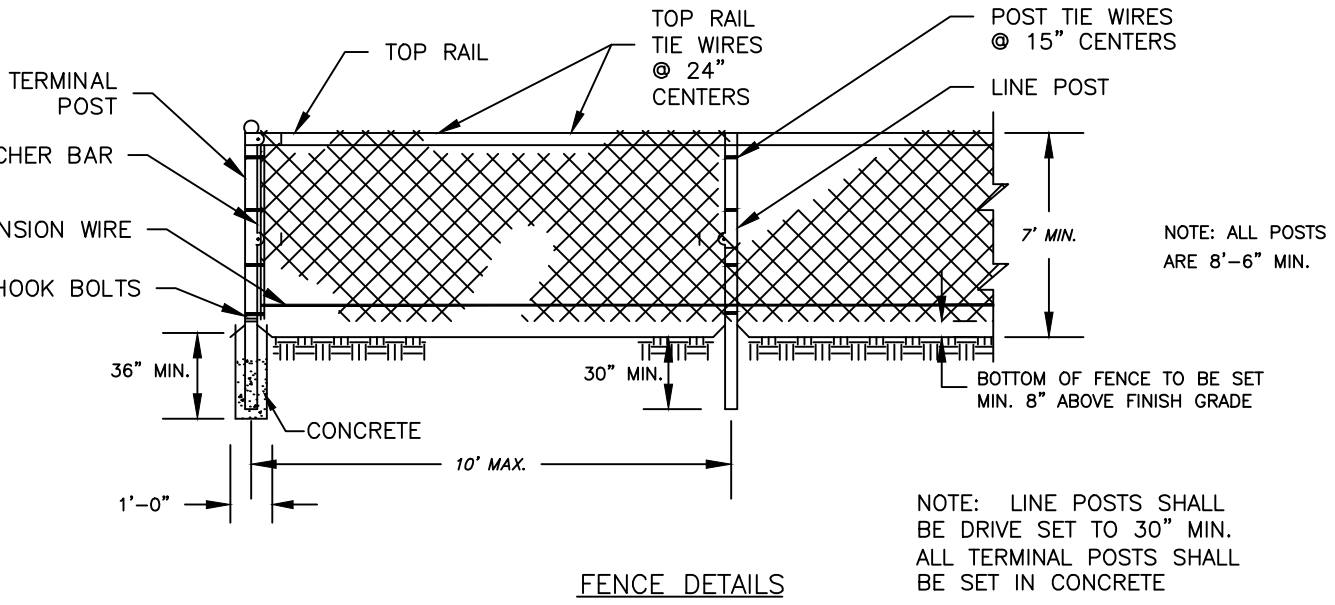 TOP RAIL
TOP RAIL
TIE WIRES
@ 24"
CENTERS
POST TIE WIRES
@ 15" CENTERS
LINE POST
TERMINAL
POST
CHER BAR
NSION WIRE
HOOK BOLTS
7' MIN.
NOTE: ALL POSTS
ARE 8'-6" MIN.
36" MIN.
30" MIN.
BOTTOM OF FENCE TO BE SET
MIN. 8" ABOVE FINISH GRADE
CONCRETE
10' MAX.
1'-0"
NOTE: LINE POSTS SHALL
BE DRIVE SET TO 30" MIN.
ALL TERMINAL POSTS SHALL
BE SET IN CONCRETE
FENCE DETAILS